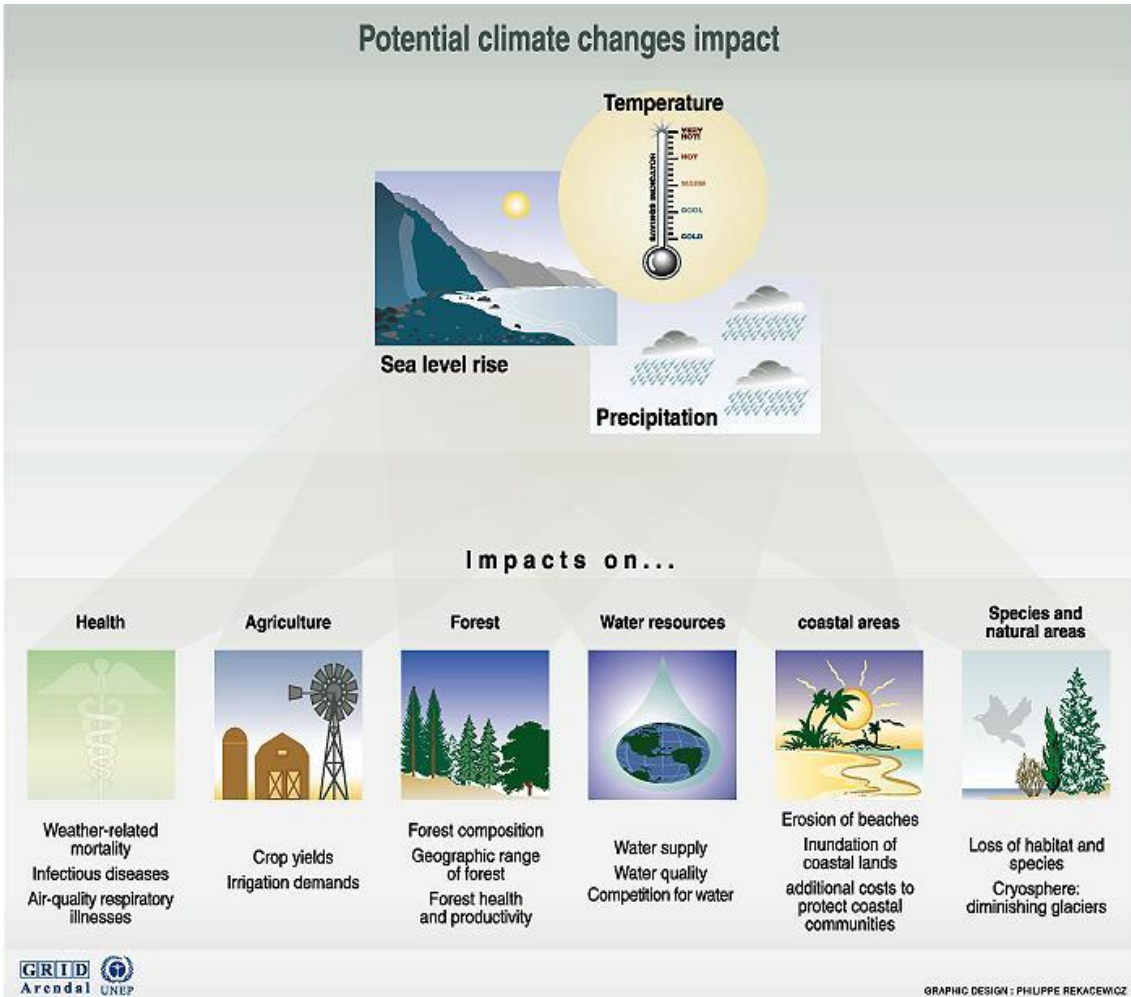 Potential climate changes impact
Temperature
VERY
HOT!
HOT
WARM
COOL
COLD
Sea level rise
Precipitation
Impacts on...
Health
Agriculture
Forest
Water resources
coastal areas
Species and
natural areas
Weather-related
mortality
Infectious diseases
Air-quality respiratory
illnesses
Crop yields
Irrigation demands
Forest composition
Geographic range
of forest
Forest health
and productivity
Water supply
Water quality
Competition for water
Erosion of beaches
Inundation of
coastal lands
additional costs to
protect coastal
communities
Loss of habitat and
species
Cryosphere:
diminishing glaciers
GRID
Arendal
UNEP
GRAPHIC DESIGN : PHILIPPE REKACEWICZ